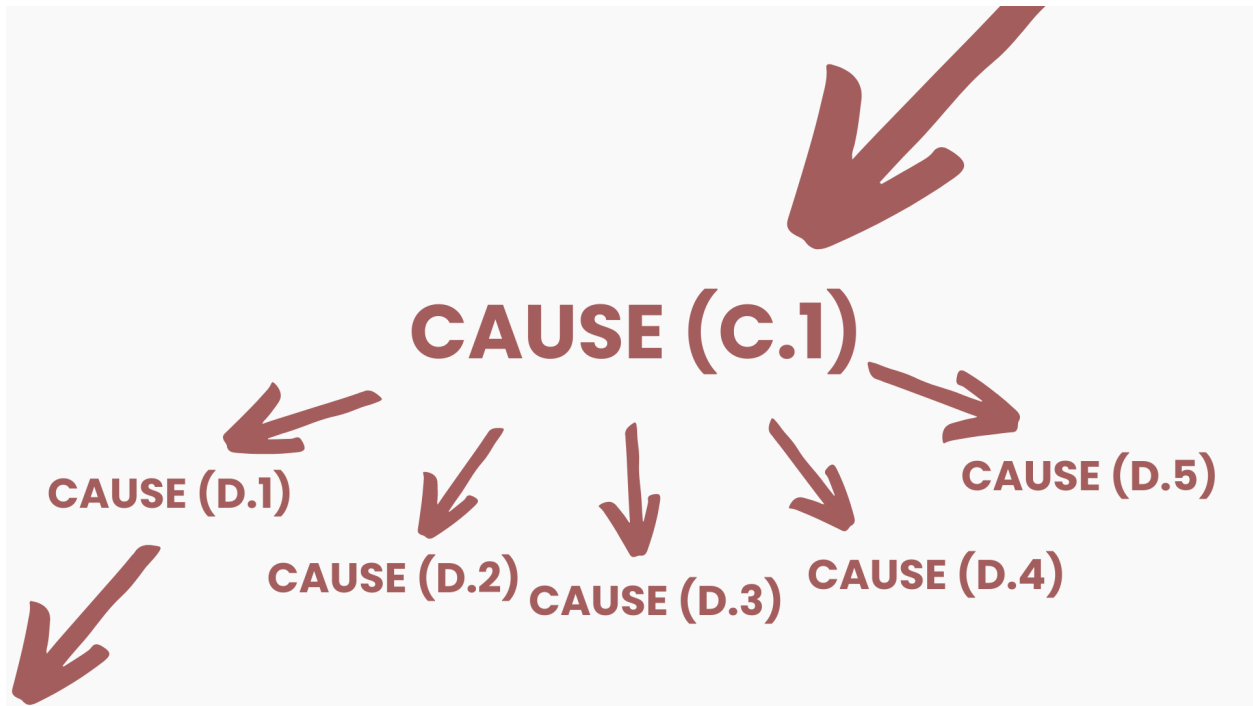 CAUSE (C.1)
CAUSE (D.1)
CAUSE (D.2)
CAUSE (D.3)
CAUSE (D.4)
CAUSE (D.5)